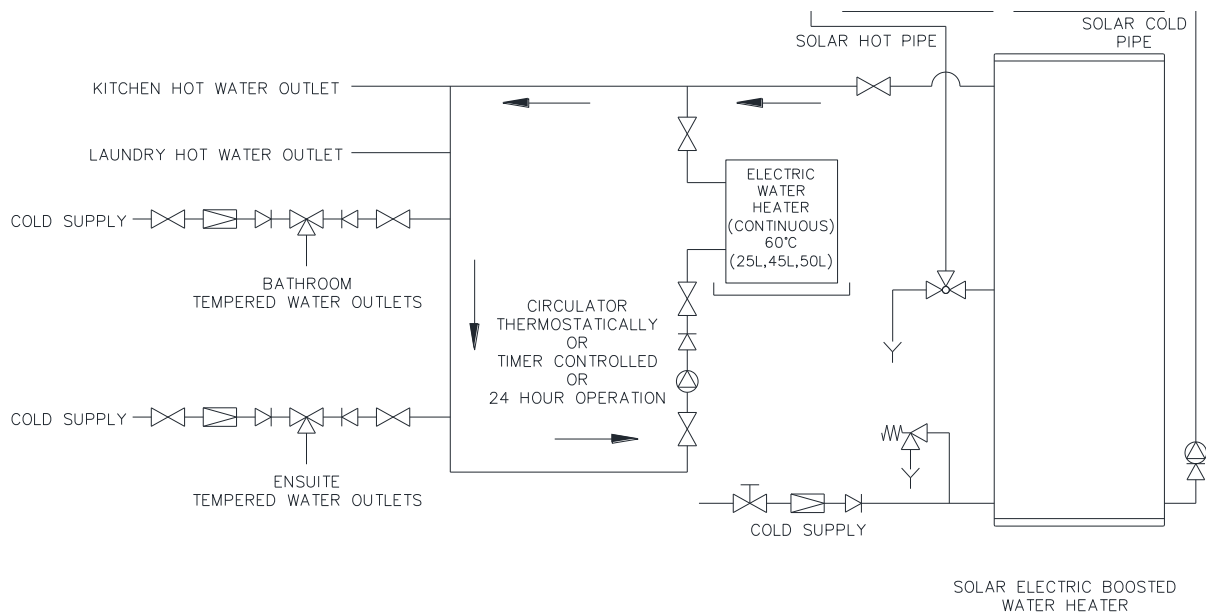 SOLAR HOT PIPE
SOLAR COLD
PIPE
KITCHEN HOT WATER OUTLET
LAUNDRY HOT WATER OUTLET
ELECTRIC
WATER
HEATER
(CONTINUOUS)
60°C
(25L,45L,50L)
COLD SUPPLY
BATHROOM
TEMPERED WATER OUTLETS
CIRCULATOR
THERMOSTATICALLY
OR
TIMER CONTROLLED
OR
24 HOUR OPERATION
COLD SUPPLY
ENSUITE
TEMPERED WATER OUTLETS
COLD SUPPLY
SOLAR ELECTRIC BOOSTED
WATER HEATER